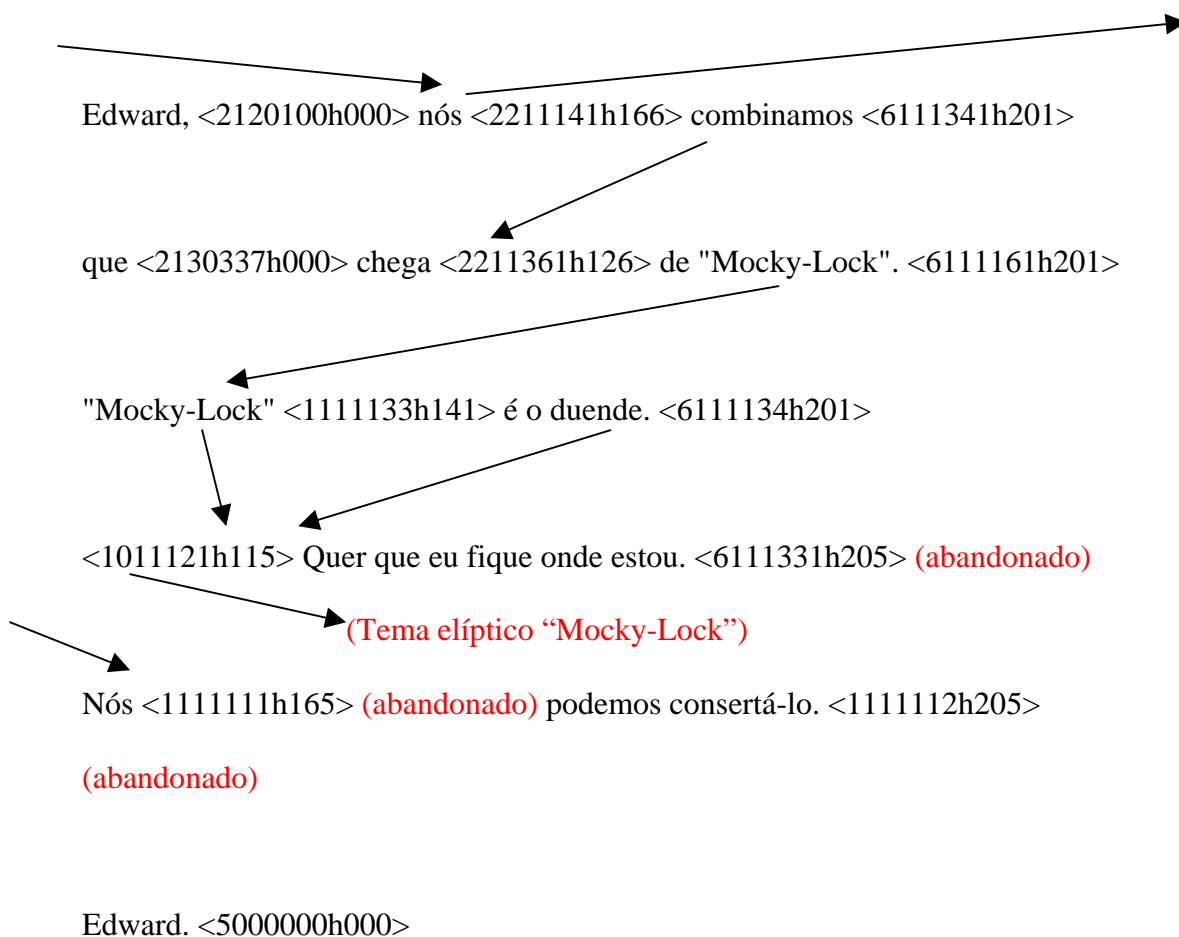 Edward, <2120100h000> nós <2211141h166> combinamos <6111341h201>
que <2130337h000> chega <2211361h126> de "Mocky-Lock". <6111161h201>
"Mocky-Lock" <1111133h141> é o duende. <6111134h201>
<1011121h115> Quer que eu fique onde estou. <6111331h205> (abandonado)
(Tema elíptico “Mocky-Lock”)
Nós <1111111h165> (abandonado) podemos consertá-lo. <1111112h205>
(abandonado)
Edward. <5000000h000>